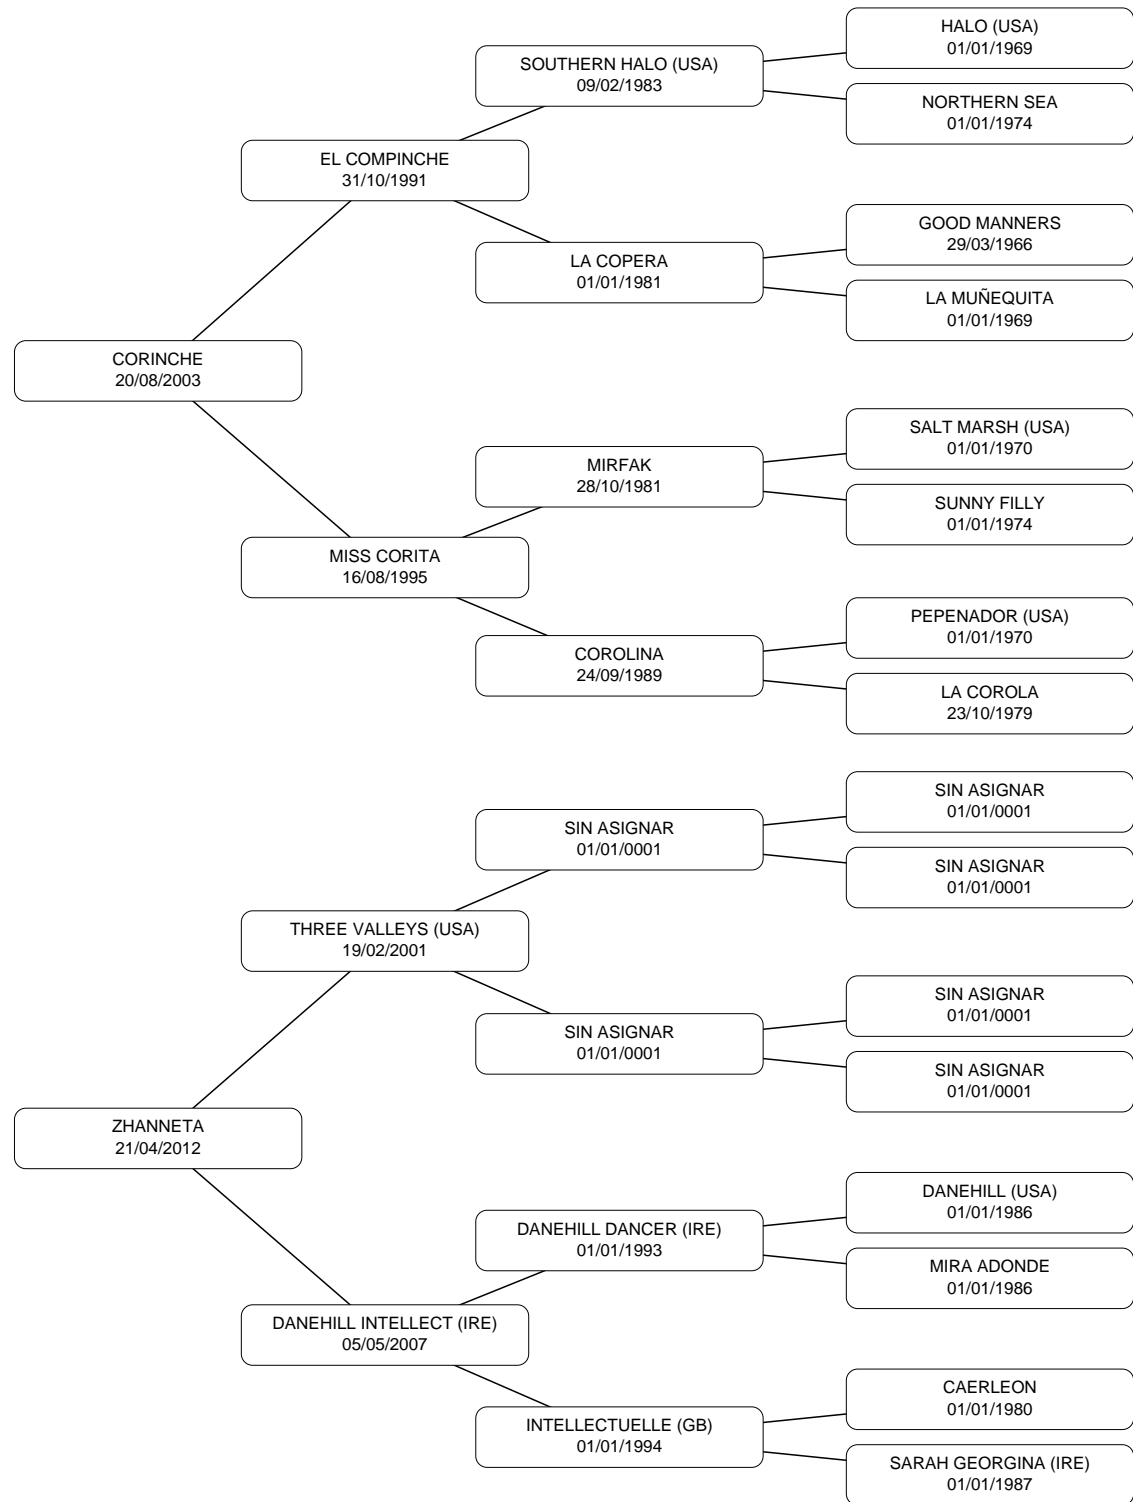 HALO (USA)
01/01/1969
SOUTHERN HALO (USA)
09/02/1983
NORTHERN SEA
01/01/1974
EL COMPINCHE
31/10/1991
GOOD MANNERS
29/03/1966
LA COPERA
01/01/1981
LA MUÑEQUITA
01/01/1969
CORINCHE
20/08/2003
SALT MARSH (USA)
01/01/1970
MIRFAK
28/10/1981
SUNNY FILLY
01/01/1974
MISS CORITA
16/08/1995
PEPENADOR (USA)
01/01/1970
COROLINA
24/09/1989
LA COROLA
23/10/1979
SIN ASIGNAR
01/01/0001
SIN ASIGNAR
01/01/0001
SIN ASIGNAR
01/01/0001
THREE VALLEYS (USA)
19/02/2001
SIN ASIGNAR
01/01/0001
SIN ASIGNAR
01/01/0001
SIN ASIGNAR
01/01/0001
ZHANNETA
21/04/2012
DANEHILL (USA)
01/01/1986
DANEHILL DANCER (IRE)
01/01/1993
MIRA ADONDE
01/01/1986
DANEHILL INTELLECT (IRE)
05/05/2007
CAERLEON
01/01/1980
INTELLECTUELLE (GB)
01/01/1994
SARAH GEORGINA (IRE)
01/01/1987